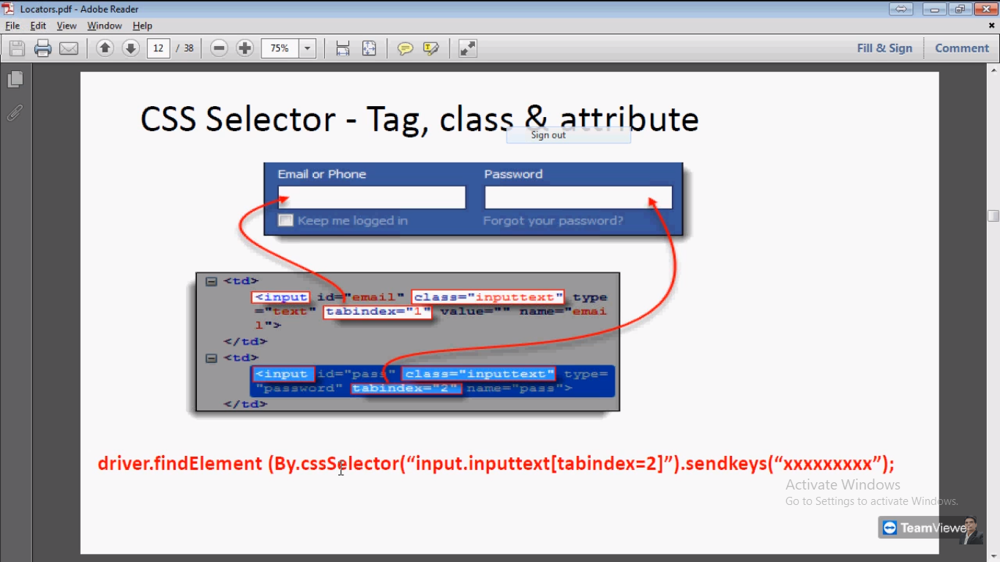 Locators.pdf - Adobe Reader
File Edit View Window Help
12 / 38 75% Fill & Sign Comment
CSS Selector - Tag, class & attribute
Sign out
Email or Phone Password
Keep me logged in Forgot your password?
<td>
<input id="email" class="inputtext" type
="text" tabindex="1" value="" name="emai
l">
</td>
<td>
<input id="pass" class="inputtext" type=
"password" tabindex="2" name="pass">
</td>
driver.findElement (By.cssSelector(“input.inputtext[tabindex=2]”).sendkeys(“xxxxxxxxx”);
Activate Windows
Go to Settings to activate Windows.
TeamViewe